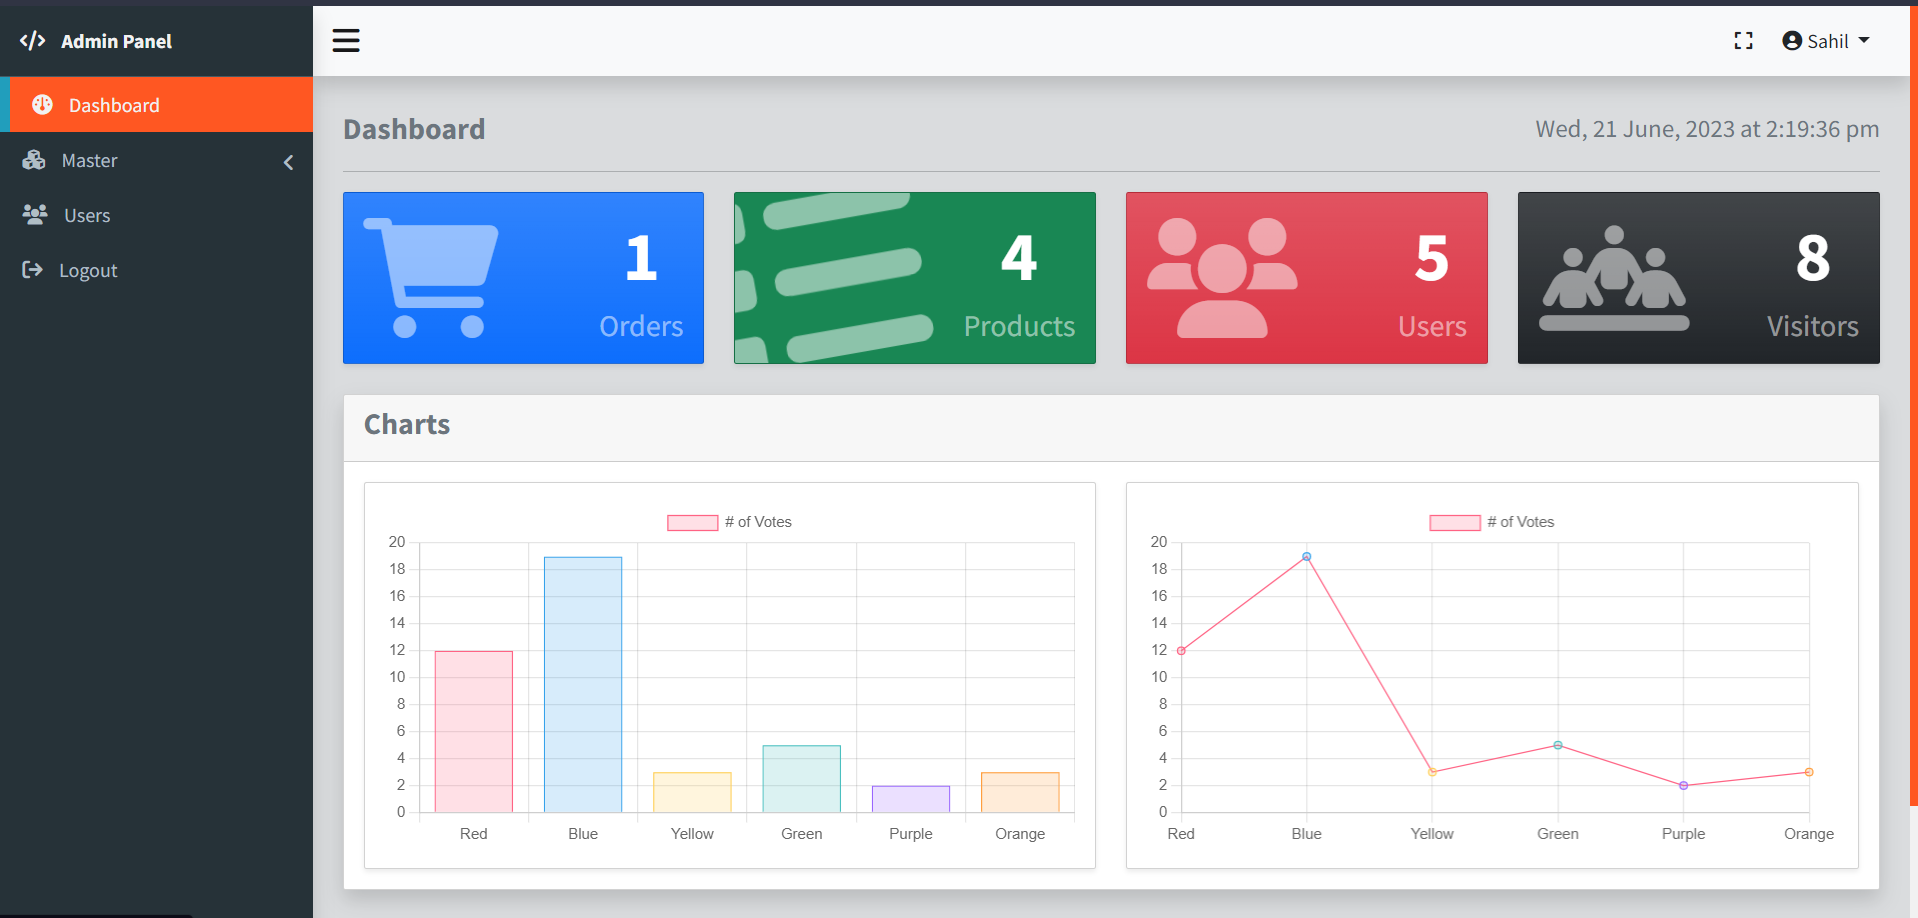 Admin Panel
Sahil
Dashboard
Master
Users
Logout
Dashboard
Wed, 21 June, 2023 at 2:19:36 pm
1
Orders
4
Products
5
Users
8
Visitors
Charts
# of Votes
20
18
16
14
12
10
8
6
4
2
0
Red Blue Yellow Green Purple Orange
# of Votes
20
18
16
14
12
10
8
6
4
2
0
Red Blue Yellow Green Purple Orange